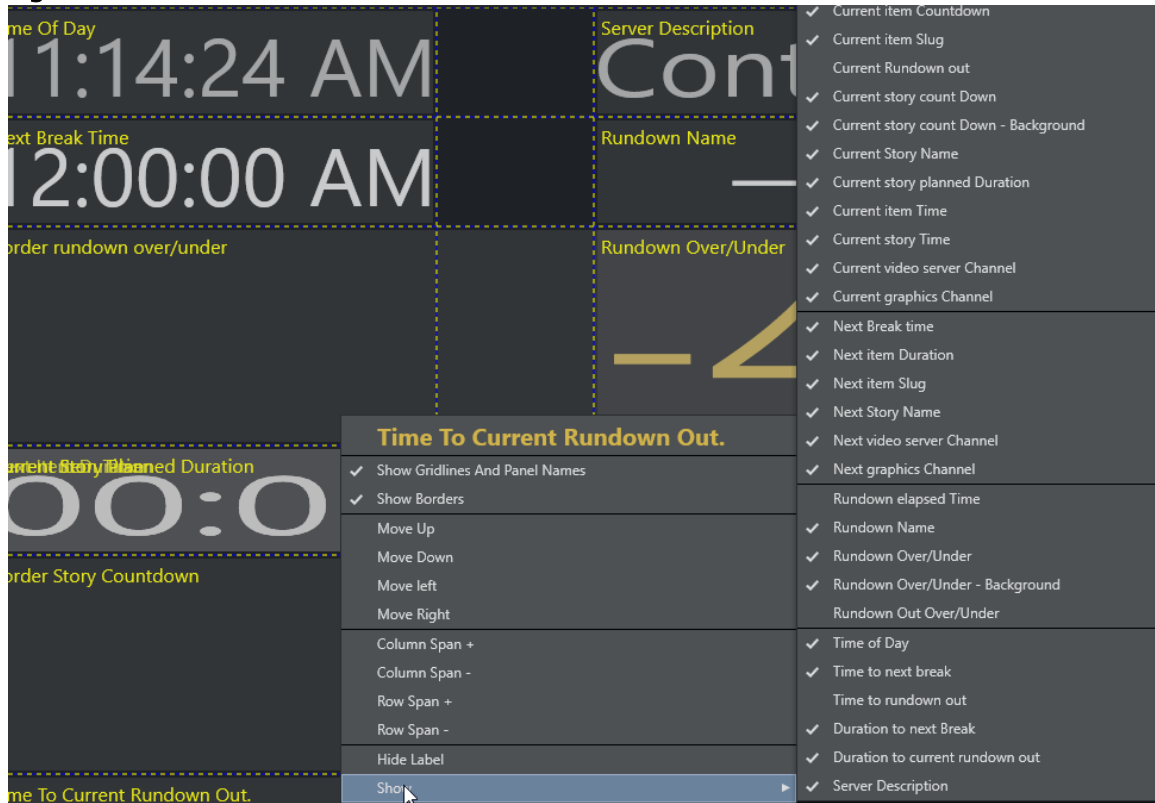 me Of Day
11:14:24 AM
ext Break Time
12:00:00 AM
order rundown over/under
ned Duration
00:0
order Story Countdown
me To Current Rundown Out.
Server Description
Cont
Rundown Name
–
Rundown Over/Under
Time To Current Rundown Out.
Show Gridlines And Panel Names
Show Borders
Move Up
Move Down
Move left
Move Right
Column Span +
Column Span -
Row Span +
Row Span -
Hide Label
Show
Current item Countdown
Current item Slug
Current Rundown out
Current story count Down
Current story count Down - Background
Current Story Name
Current story planned Duration
Current item Time
Current story Time
Current video server Channel
Current graphics Channel
Next Break time
Next item Duration
Next item Slug
Next Story Name
Next video server Channel
Next graphics Channel
Rundown elapsed Time
Rundown Name
Rundown Over/Under
Rundown Over/Under - Background
Rundown Out Over/Under
Time of Day
Time to next break
Time to rundown out
Duration to next Break
Duration to current rundown out
Server Description